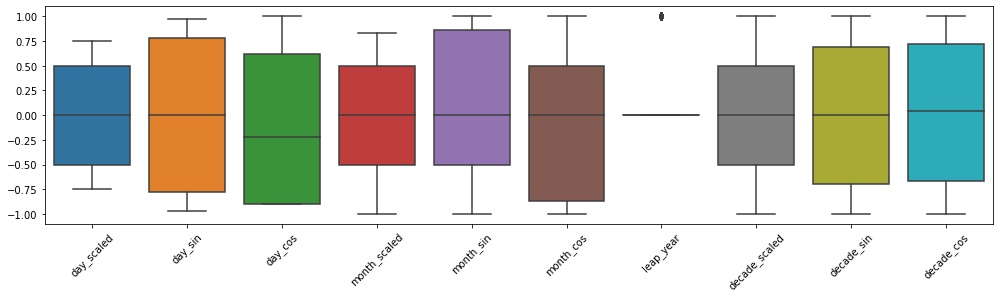 1.00
0.75
0.50
0.25
0.00
−0.25
−0.50
−0.75
−1.00
day_scaled
day_sin
day_cos
month_scaled
month_sin
month_cos
leap_year
decade_scaled
decade_sin
decade_cos